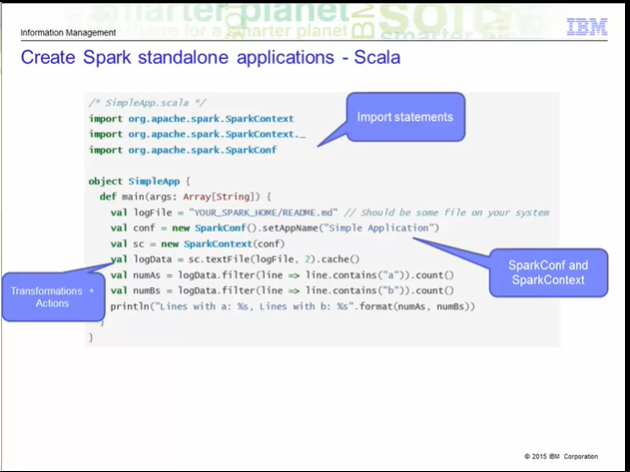 smarter planet
Information Management
IBM
Create Spark standalone applications - Scala
/* SimpleApp.scala */
import org.apache.spark.SparkContext
import org.apache.spark.SparkContext._
import org.apache.spark.SparkConf
Import statements
object SimpleApp {
def main(args: Array[String]) {
val logFile = "YOUR_SPARK_HOME/README.md" // Should be some file on your system
val conf = new SparkConf().setAppName("Simple Application")
val sc = new SparkContext(conf)
val logData = sc.textFile(logFile, 2).cache()
val numAs = logData.filter(line => line.contains("a")).count()
val numBs = logData.filter(line => line.contains("b")).count()
println("Lines with a: %s, Lines with b: %s".format(numAs, numBs))
}
}
SparkConf and
SparkContext
Transformations +
Actions
© 2015 IBM Corporation